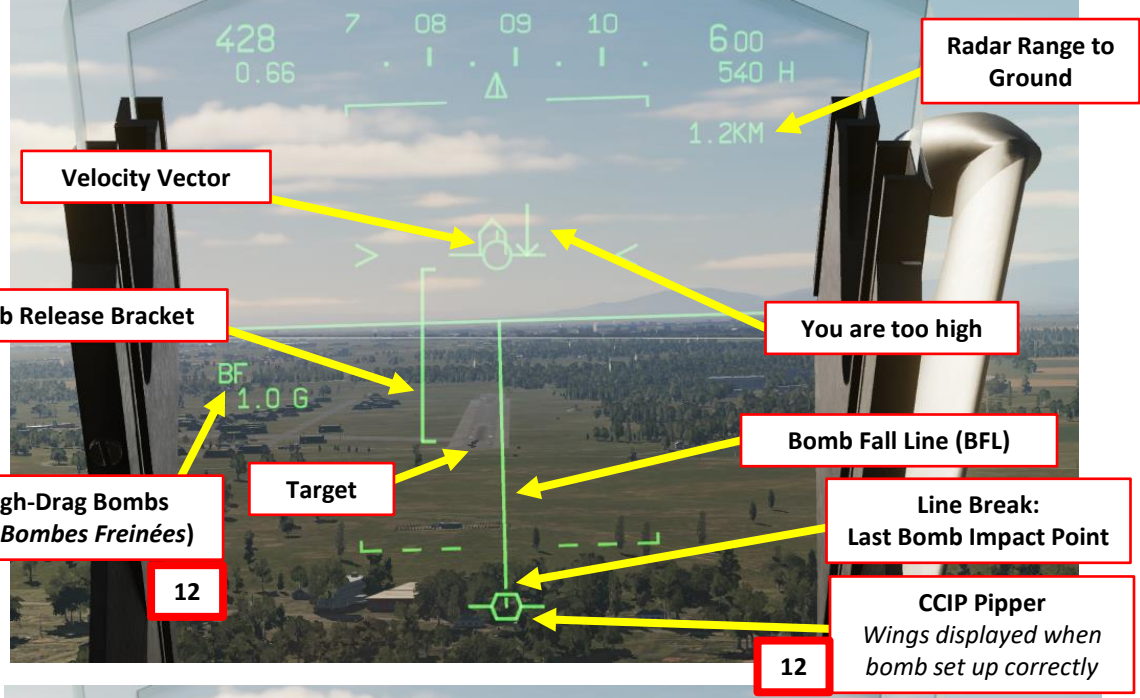 7 08 09 10
428
0.66
600
540 H
1.2KM
Radar Range to
Ground
Velocity Vector
b Release Bracket
You are too high
BF
1.0 G
Bomb Fall Line (BFL)
Target
gh-Drag Bombs
Bombes Freinées)
12
Line Break:
Last Bomb Impact Point
CCIP Pipper
Wings displayed when
bomb set up correctly
12